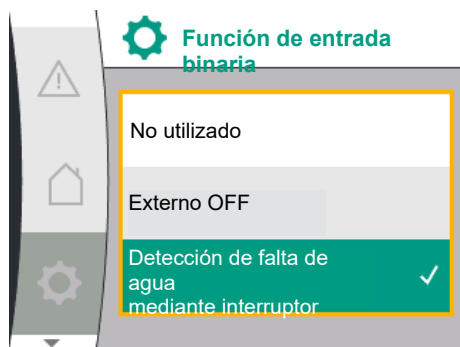 Función de entrada
binaria
No utilizado
Externo OFF
Detección de falta de
agua
mediante interruptor